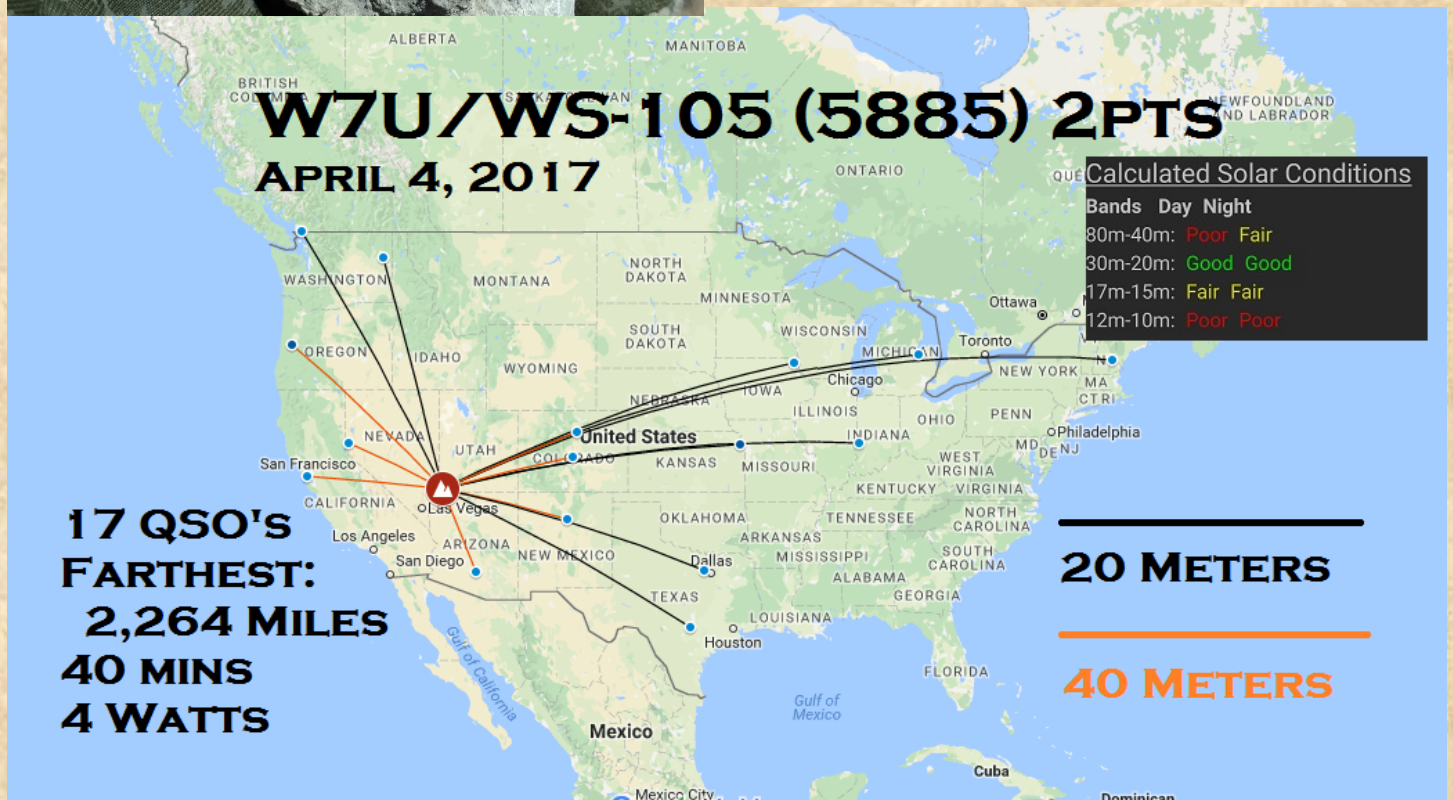 ALBERTA
MANITOBA
BRITISH
W7U/WS-105 (5885) 2PTS
NEWFOUNDLAND
AND LABRADOR
APRIL 4, 2017
ONTARIO
Calculated Solar Conditions
Bands Day Night
80m-40m: Poor Fair
30m-20m: Good Good
17m-15m: Fair Fair
12m-10m: Poor Poor
WASHINGTON
MONTANA
NORTH
DAKOTA
MINNESOTA
Ottawa
OREGON
IDAHO
SOUTH
DAKOTA
WISCONSIN
MICHIGAN
Toronto
WYOMING
NEW YORK
Chicago
MA
CT RI
NEBRASKA
IOWA
ILLINOIS
OHIO
PENN
NEVADA
UTAH
United States
INDIANA
Philadelphia
MD
DE NJ
San Francisco
COLORADO
KANSAS
MISSOURI
WEST
VIRGINIA
CALIFORNIA
KENTUCKY
VIRGINIA
Las Vegas
OKLAHOMA
TENNESSEE
NORTH
CAROLINA
Los Angeles
ARIZONA
NEW MEXICO
ARKANSAS
MISSISSIPPI
SOUTH
CAROLINA
San Diego
Dallas
ALABAMA
TEXAS
GEORGIA
LOUISIANA
Houston
FLORIDA
Gulf of California
Gulf of
Mexico
Mexico
Cuba
Mexico City
Dominican
17 QSO'S
FARTHEST:
2,264 MILES
40 MINS
4 WATTS
20 METERS
40 METERS